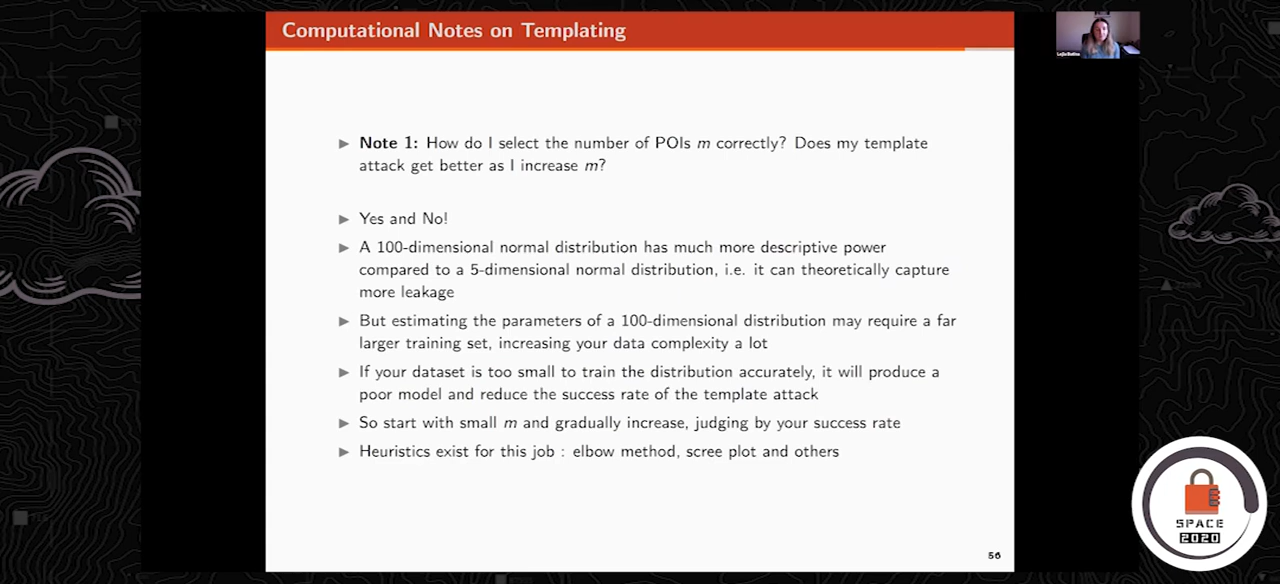 Computational Notes on Templating
▶ Note 1: How do I select the number of POIs m correctly? Does my template
attack get better as I increase m?
▶ Yes and No!
▶ A 100-dimensional normal distribution has much more descriptive power
compared to a 5-dimensional normal distribution, i.e. it can theoretically capture
more leakage
▶ But estimating the parameters of a 100-dimensional distribution may require a far
larger training set, increasing your data complexity a lot
▶ If your dataset is too small to train the distribution accurately, it will produce a
poor model and reduce the success rate of the template attack
▶ So start with small m and gradually increase, judging by your success rate
▶ Heuristics exist for this job : elbow method, scree plot and others
56
SPACE
2020